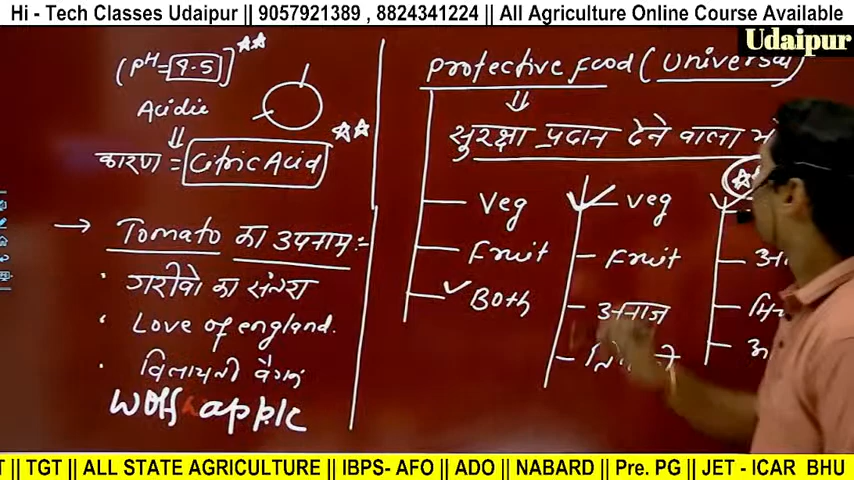 Hi - Tech Classes Udaipur || 9057921389 , 8824341224 || All Agriculture Online Course Available
Udaipur
(pH=4.5)
Acidic
कारण = Citric Acid
→ Tomato का उपनाम:-
• गरीबो का संतरा
• Love of england.
• विलायती बैगन
wolf apple
Protective food (Universal)
सुरक्षा प्रदान देने वाला
Veg
Fruit
✓ Both
✓ Veg
Fruit
अनाज
|| TGT || ALL STATE AGRICULTURE || IBPS- AFO || ADO || NABARD || Pre. PG || JET - ICAR BHU